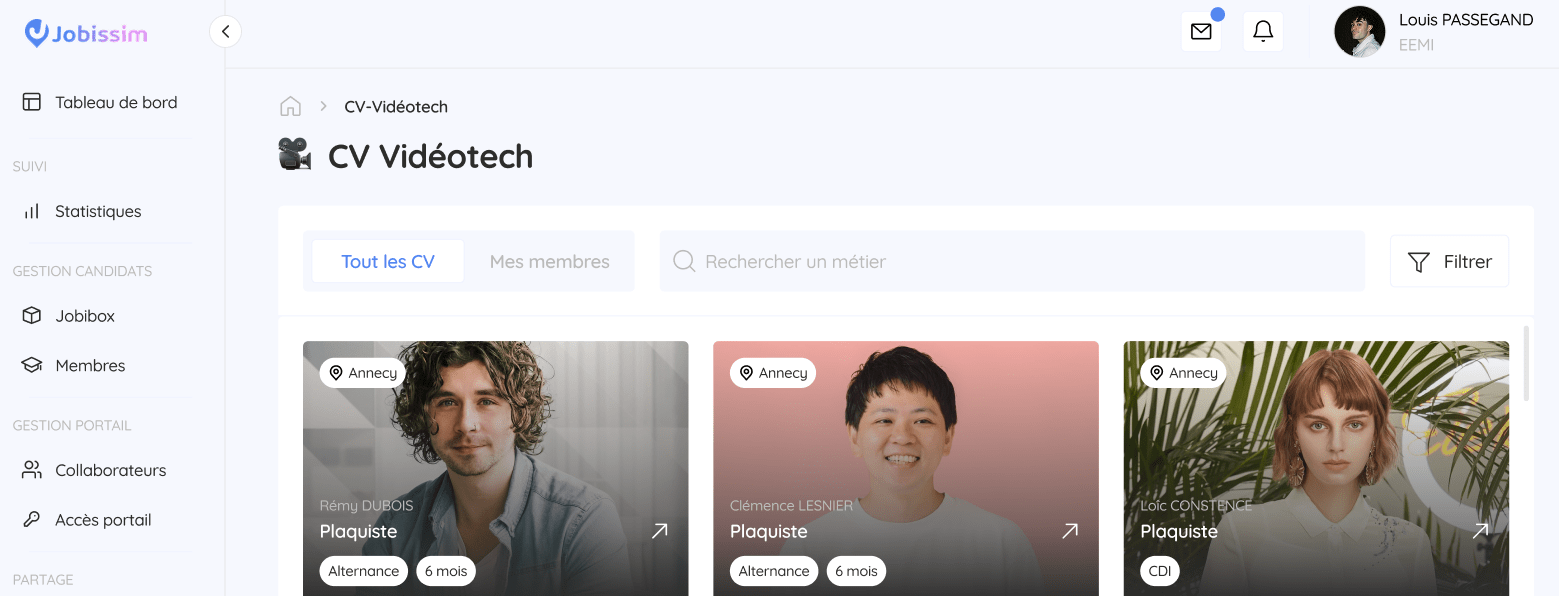 Jobissim
Louis PASSEGAND
EEMI
Tableau de bord
SUIVI
Statistiques
GESTION CANDIDATS
Jobibox
Membres
GESTION PORTAIL
Collaborateurs
Accès portail
PARTAGE
CV-Vidéotech
CV Vidéotech
Tout les CV
Mes membres
Rechercher un métier
Filtrer
Annecy
Rémy DUBOIS
Plaquiste
Alternance
6 mois
Annecy
Clémence LESNIER
Plaquiste
Alternance
6 mois
Annecy
Loïc CONSTENCE
Plaquiste
CDI